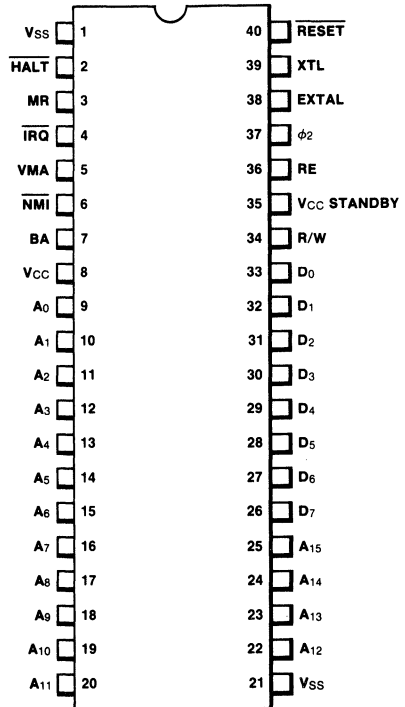 VSS 1 40 RESET
HALT 2 39 XTL
MR 3 38 EXTAL
IRQ 4 37 ϕ2
VMA 5 36 RE
NMI 6 35 VCC STANDBY
BA 7 34 R/W
VCC 8 33 D0
A0 9 32 D1
A1 10 31 D2
A2 11 30 D3
A3 12 29 D4
A4 13 28 D5
A5 14 27 D6
A6 15 26 D7
A7 16 25 A15
A8 17 24 A14
A9 18 23 A13
A10 19 22 A12
A11 20 21 VSS